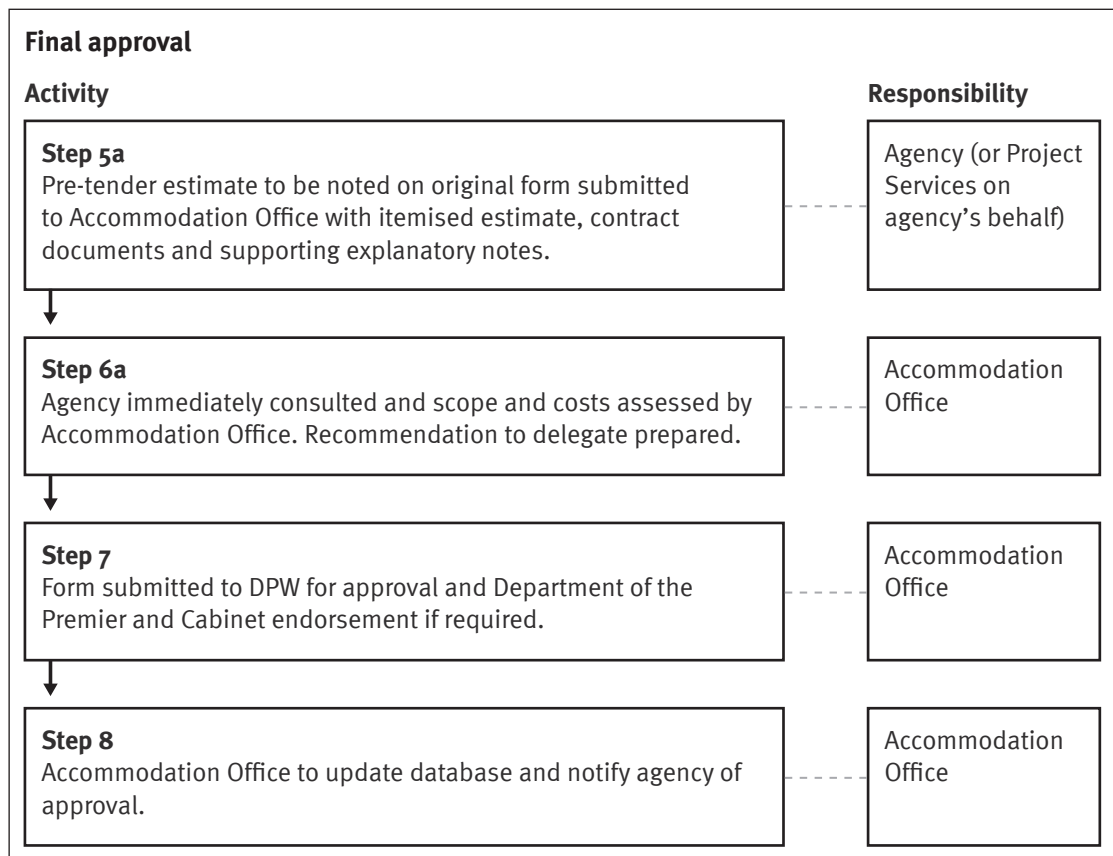 Final approval
Activity
Responsibility
Step 5a
Pre-tender estimate to be noted on original form submitted
to Accommodation Office with itemised estimate, contract
documents and supporting explanatory notes.
Agency (or Project
Services on
agency’s behalf)
Step 6a
Agency immediately consulted and scope and costs assessed by
Accommodation Office. Recommendation to delegate prepared.
Accommodation
Office
Step 7
Form submitted to DPW for approval and Department of the
Premier and Cabinet endorsement if required.
Accommodation
Office
Step 8
Accommodation Office to update database and notify agency of
approval.
Accommodation
Office